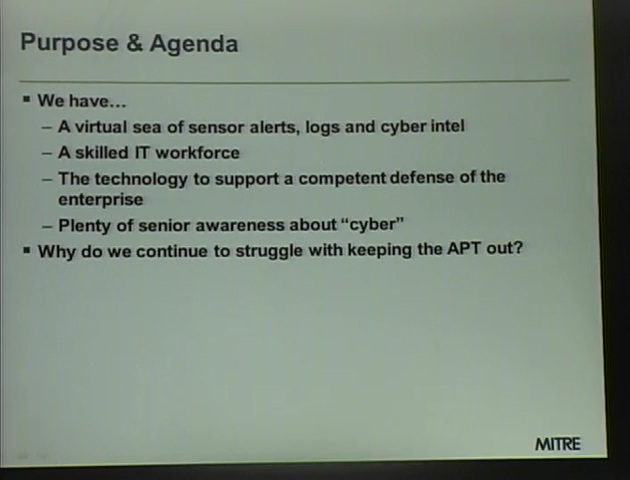 Purpose & Agenda
▪ We have…
– A virtual sea of sensor alerts, logs and cyber intel
– A skilled IT workforce
– The technology to support a competent defense of the
enterprise
– Plenty of senior awareness about “cyber”
▪ Why do we continue to struggle with keeping the APT out?
MITRE